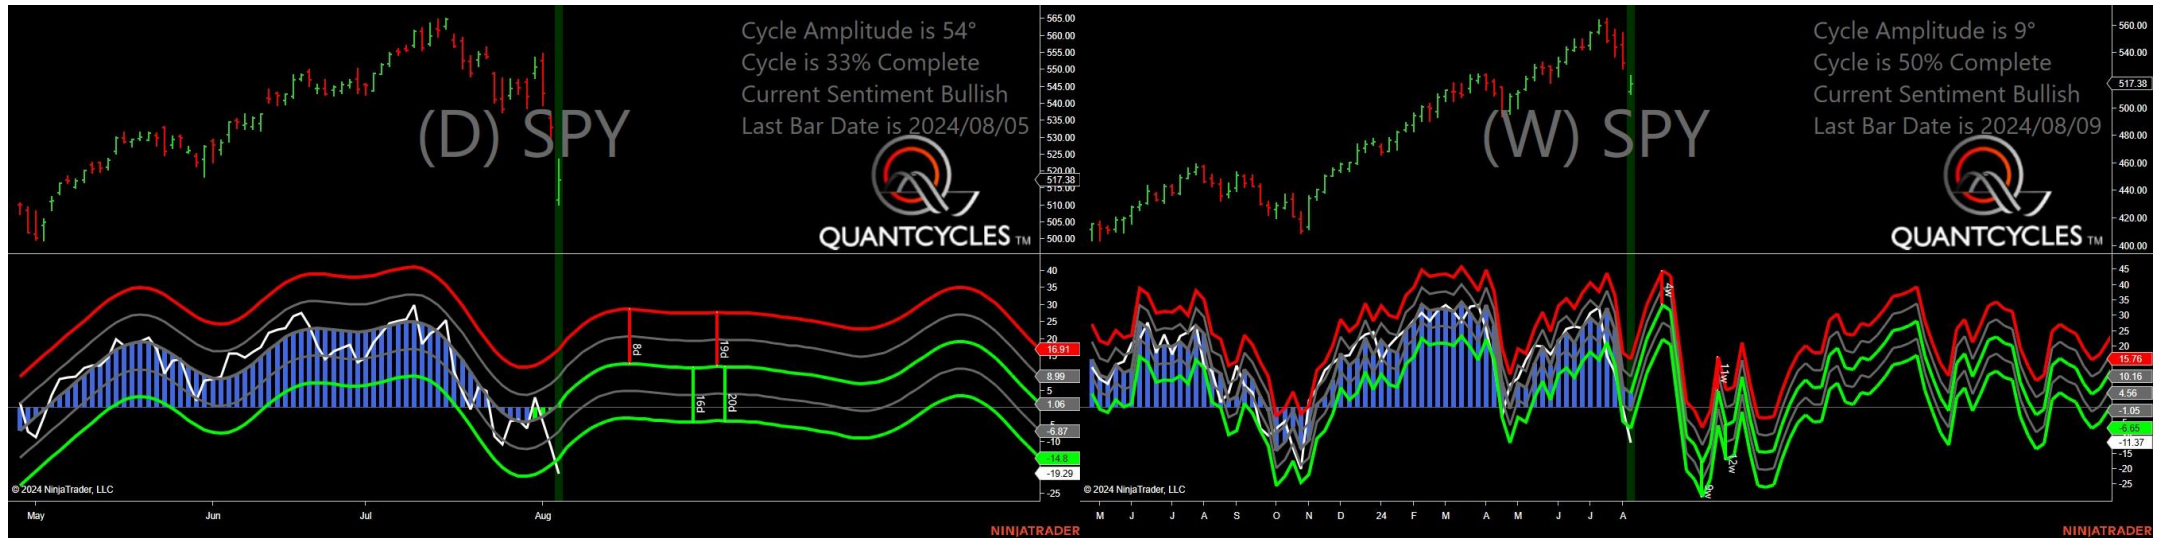 Cycle Amplitude is 54°
Cycle is 33% Complete
Current Sentiment Bullish
Last Bar Date is 2024/08/05
(D) SPY
QUANTCYCLES TM
565.00
560.00
555.00
550.00
545.00
540.00
535.00
530.00
525.00
520.00
517.38
515.00
510.00
505.00
500.00
40
35
30
25
20
16.91
8.99
5
1.06
-6.87
-10
-14.8
-19.29
-25
8d
19d
16d
20d
© 2024 NinjaTrader, LLC
May
Jun
Jul
Aug
NINJATRADER
Cycle Amplitude is 9°
Cycle is 50% Complete
Current Sentiment Bullish
Last Bar Date is 2024/08/09
(W) SPY
QUANTCYCLES TM
560.00
540.00
517.38
500.00
480.00
460.00
440.00
420.00
400.00
45
40
35
30
25
20
15.76
10.16
4.56
-1.05
-6.65
-11.37
-15
-20
-25
4w
11w
12w
9w
© 2024 NinjaTrader, LLC
M J J A S O N D 24 F M A M J J A
NINJATRADER